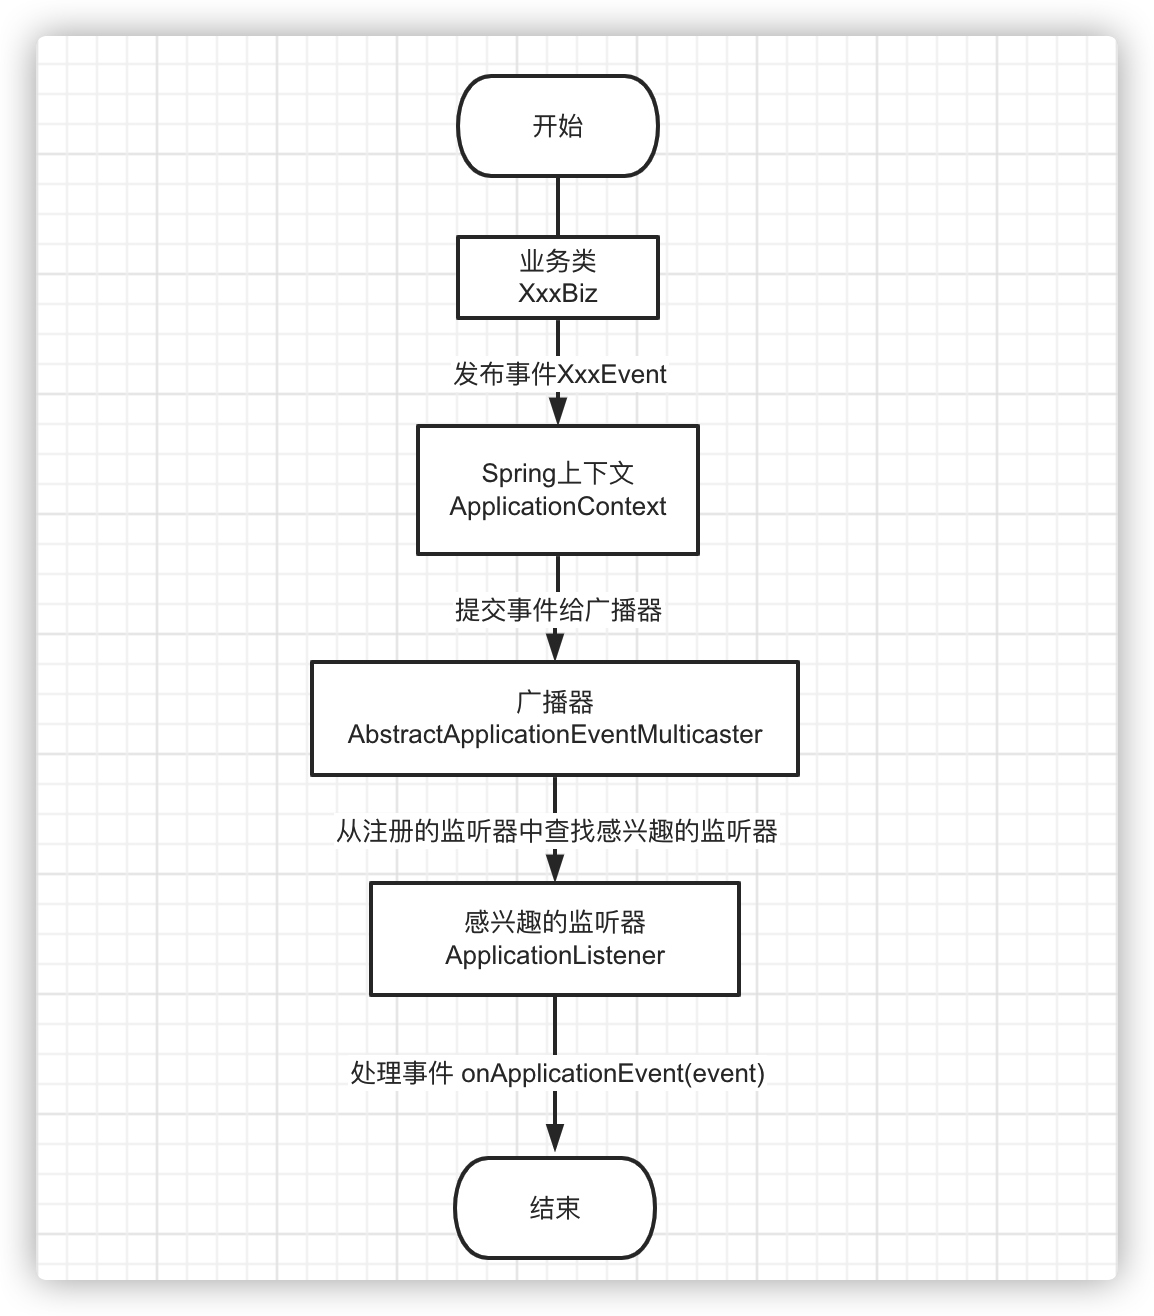 开始
业务类
XxxBiz
发布事件XxxEvent
Spring上下文
ApplicationContext
提交事件给广播器
广播器
AbstractApplicationEventMulticaster
从注册的监听器中查找感兴趣的监听器
感兴趣的监听器
ApplicationListener
处理事件 onApplicationEvent(event)
结束